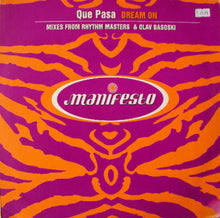 Que Pasa DREAM ON
MIXES FROM RHYTHM MASTERS & OLAV BASOSKI
manifesto